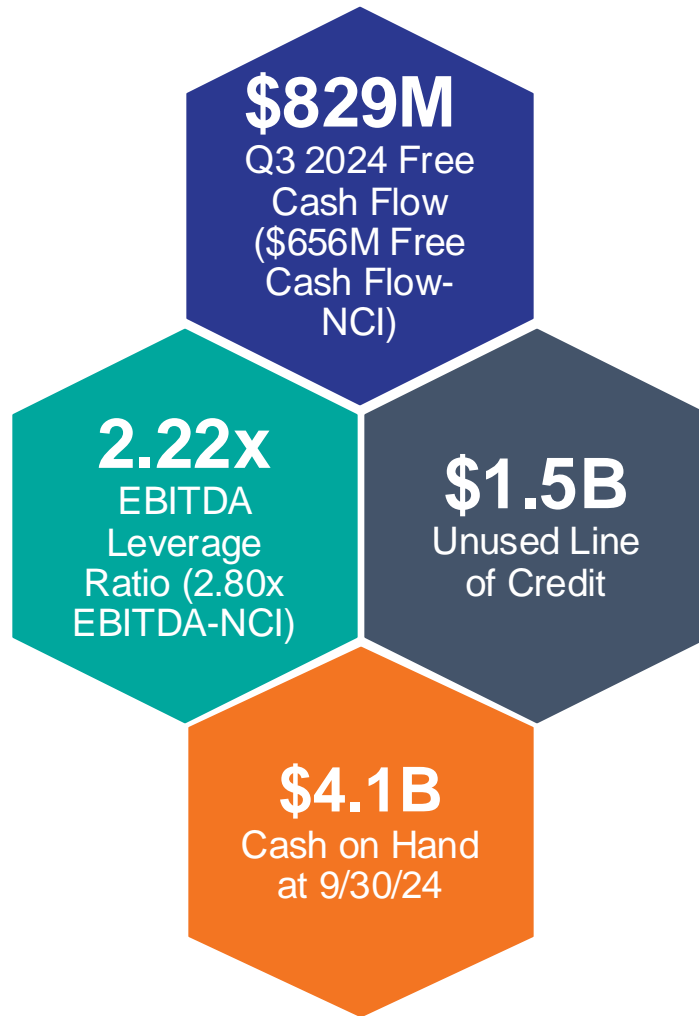 $829M
Q3 2024 Free
Cash Flow
($656M Free
Cash Flow-
NCI)
2.22x
EBITDA
Leverage
Ratio (2.80x
EBITDA-NCI)
$1.5B
Unused Line
of Credit
$4.1B
Cash on Hand
at 9/30/24